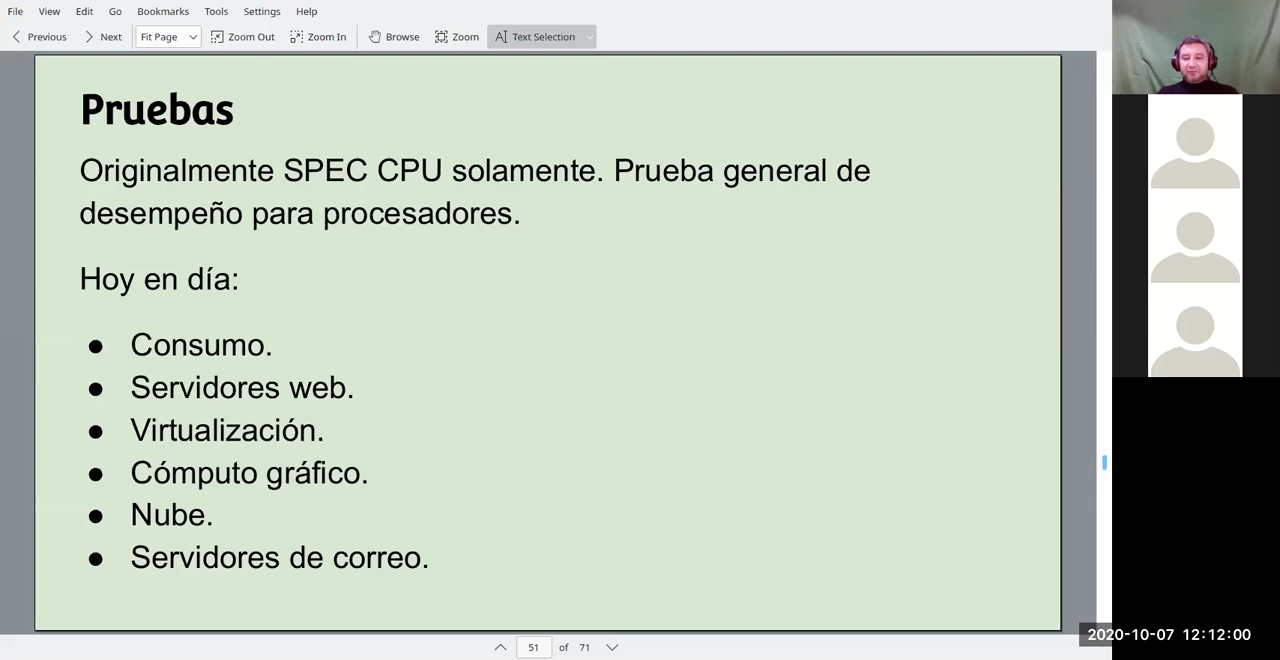 File View Edit Go Bookmarks Tools Settings Help
Previous Next Fit Page Zoom Out Zoom In Browse Zoom Text Selection
Pruebas
Originalmente SPEC CPU solamente. Prueba general de
desempeño para procesadores.
Hoy en día:
● Consumo.
● Servidores web.
● Virtualización.
● Cómputo gráfico.
● Nube.
● Servidores de correo.
51 of 71
2020-10-07 12:12:00